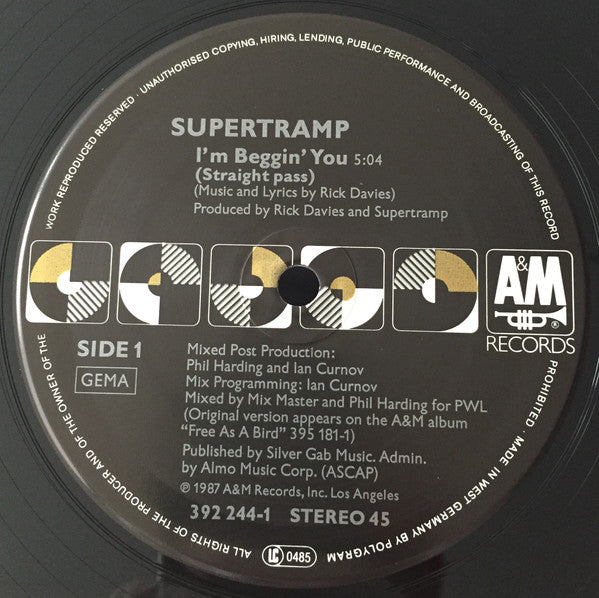 WORK REPRODUCED RESERVED · UNAUTHORISED COPYING, HIRING, LENDING, PUBLIC PERFORMANCE AND BROADCASTING OF THIS RECORD
PROHIBITED · MADE IN WEST GERMANY BY POLYGRAM
ALL RIGHTS OF THE PRODUCER AND OF THE OWNER OF THE
SUPERTRAMP
I'm Beggin' You 5:04
(Straight pass)
(Music and Lyrics by Rick Davies)
Produced by Rick Davies and Supertramp
A&M
®
RECORDS
SIDE 1
GEMA
Mixed Post Production:
Phil Harding and Ian Curnov
Mix Programming: Ian Curnov
Mixed by Mix Master and Phil Harding for PWL
(Original version appears on the A&M album
"Free As A Bird" 395 181-1)
Published by Silver Gab Music. Admin.
by Almo Music Corp. (ASCAP)
℗ 1987 A&M Records, Inc. Los Angeles
392 244-1 STEREO 45
LC 0485